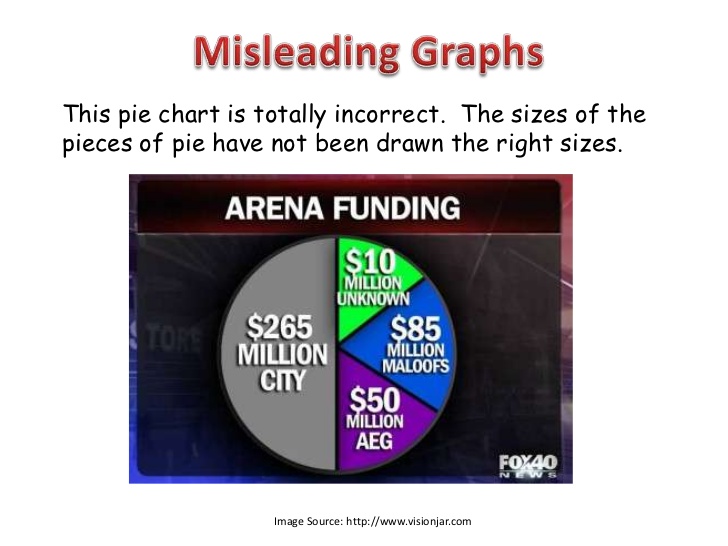 Misleading Graphs
This pie chart is totally incorrect.  The sizes of the
pieces of pie have not been drawn the right sizes.
ARENA FUNDING
$10
MILLION
UNKNOWN
$265
MILLION
CITY
$85
MILLION
MALOOFS
$50
MILLION
AEG
TORE
FOX40
NEWS
Image Source: http://www.visionjar.com